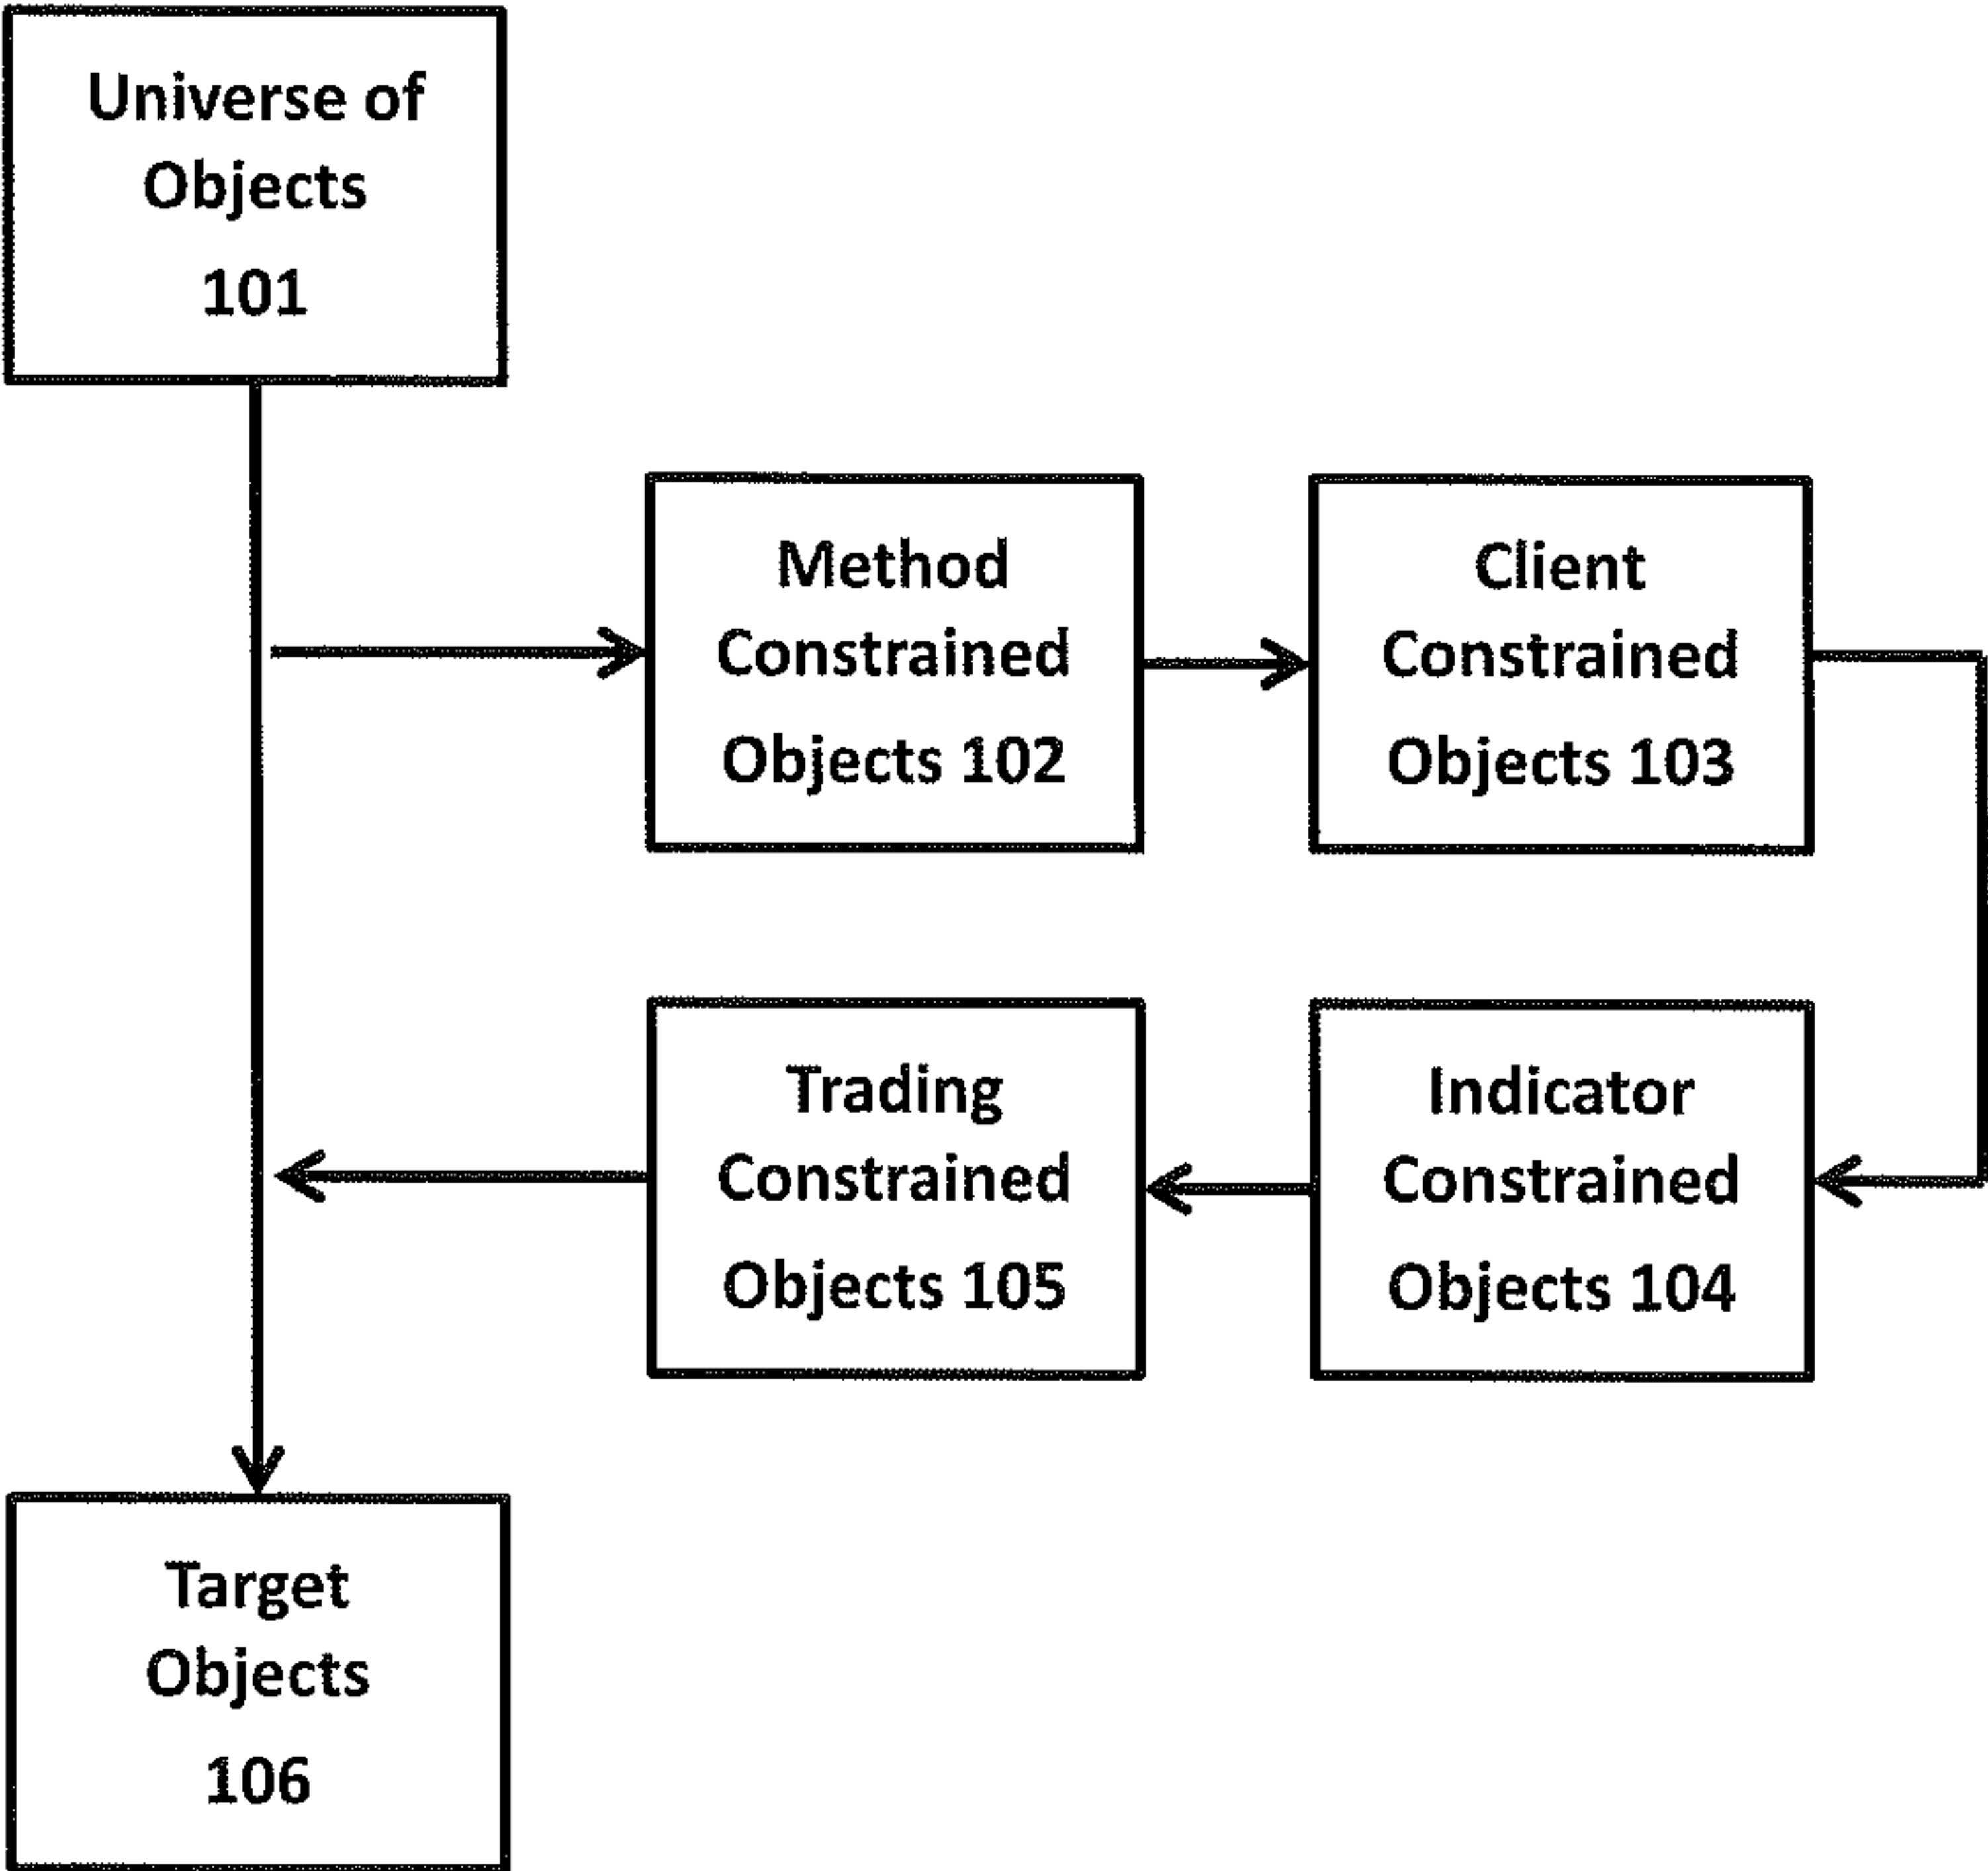 Universe of
Objects
101
Method
Constrained
Objects 102
Client
Constrained
Objects 103
Trading
Constrained
Objects 105
Indicator
Constrained
Objects 104
Target
Objects
106